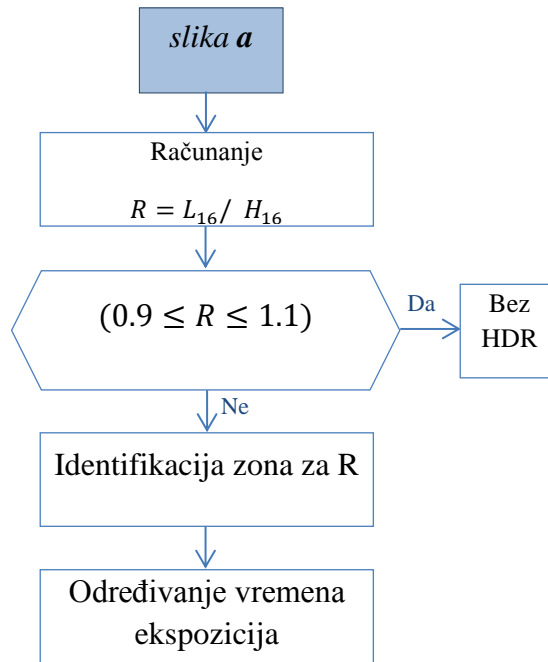 slika a
Računanje
R = L₁₆/ H₁₆
(0.9 ≤ R ≤ 1.1)
Da
Bez
HDR
Ne
Identifikacija zona za R
Određivanje vremena
ekspozicija